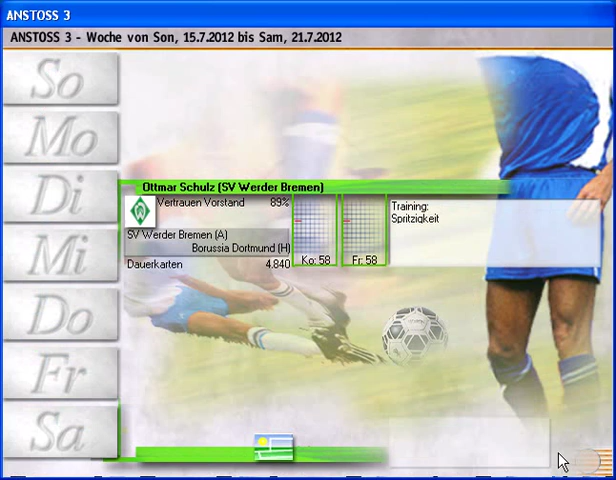 ANSTOSS 3
ANSTOSS 3 - Woche von Son, 15.7.2012 bis Sam, 21.7.2012
So
Mo
Di
Mi
Do
Fr
Sa
Ottmar Schulz (SV Werder Bremen)
Vertrauen Vorstand 89%
SV Werder Bremen (A)
Borussia Dortmund (H)
Dauerkarten 4.840
Ko: 58
Fr: 58
Training:
Spritzigkeit